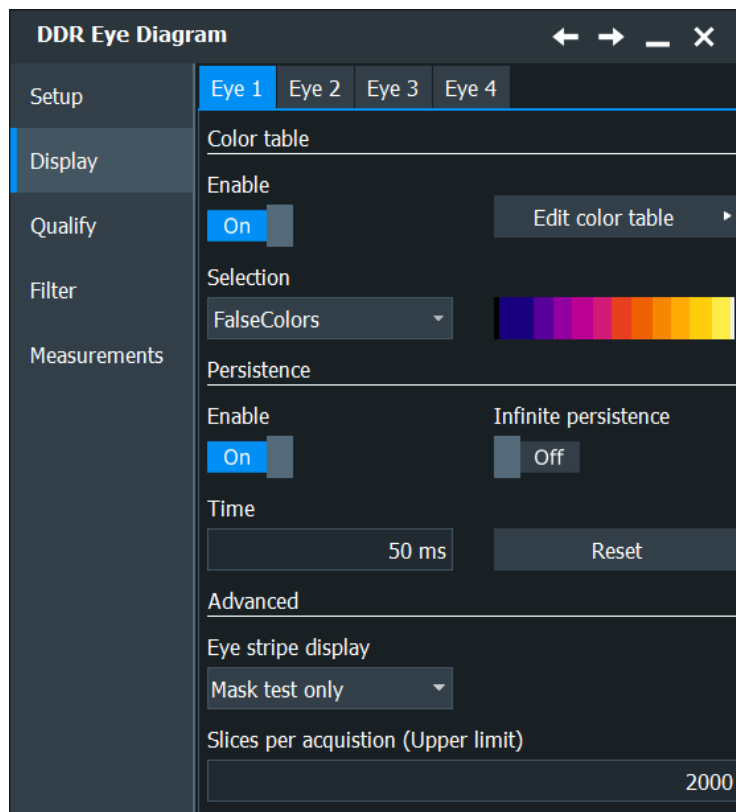 DDR Eye Diagram
Setup
Display
Qualify
Filter
Measurements
Eye 1 Eye 2 Eye 3 Eye 4
Color table
Enable
On
Edit color table
Selection
FalseColors
Persistence
Enable
Infinite persistence
On
Off
Time
50 ms
Reset
Advanced
Eye stripe display
Mask test only
Slices per acquistion (Upper limit)
2000